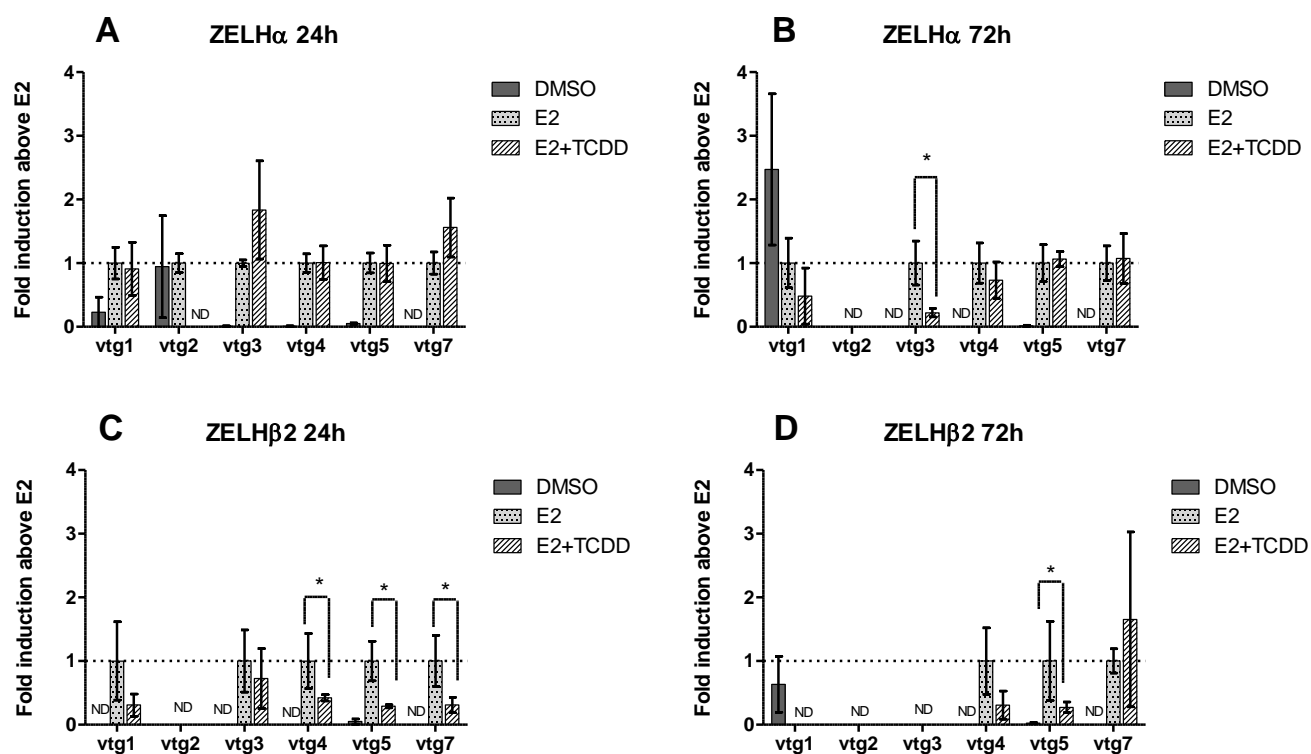 A
ZELHα 24h
Fold induction above E2
4
3
2
1
0
ND
ND
vtg1 vtg2 vtg3 vtg4 vtg5 vtg7
DMSO
E2
E2+TCDD
B
ZELHα 72h
Fold induction above E2
4
3
2
1
0
*
ND ND ND ND
vtg1 vtg2 vtg3 vtg4 vtg5 vtg7
DMSO
E2
E2+TCDD
C
ZELHβ2 24h
Fold induction above E2
4
3
2
1
0
* * *
ND ND ND ND ND
vtg1 vtg2 vtg3 vtg4 vtg5 vtg7
DMSO
E2
E2+TCDD
D
ZELHβ2 72h
Fold induction above E2
4
3
2
1
0
*
ND ND ND ND ND
vtg1 vtg2 vtg3 vtg4 vtg5 vtg7
DMSO
E2
E2+TCDD